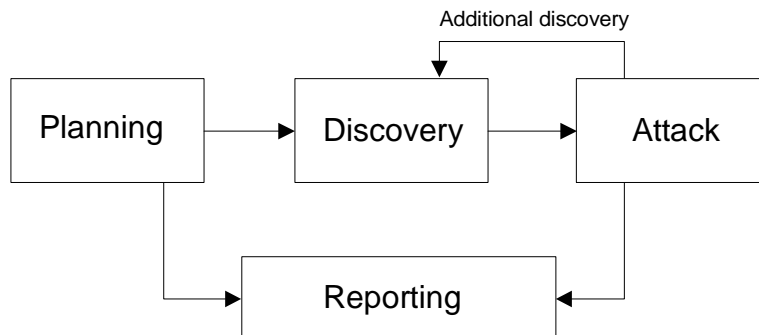 Additional discovery
Planning
Discovery
Attack
Reporting